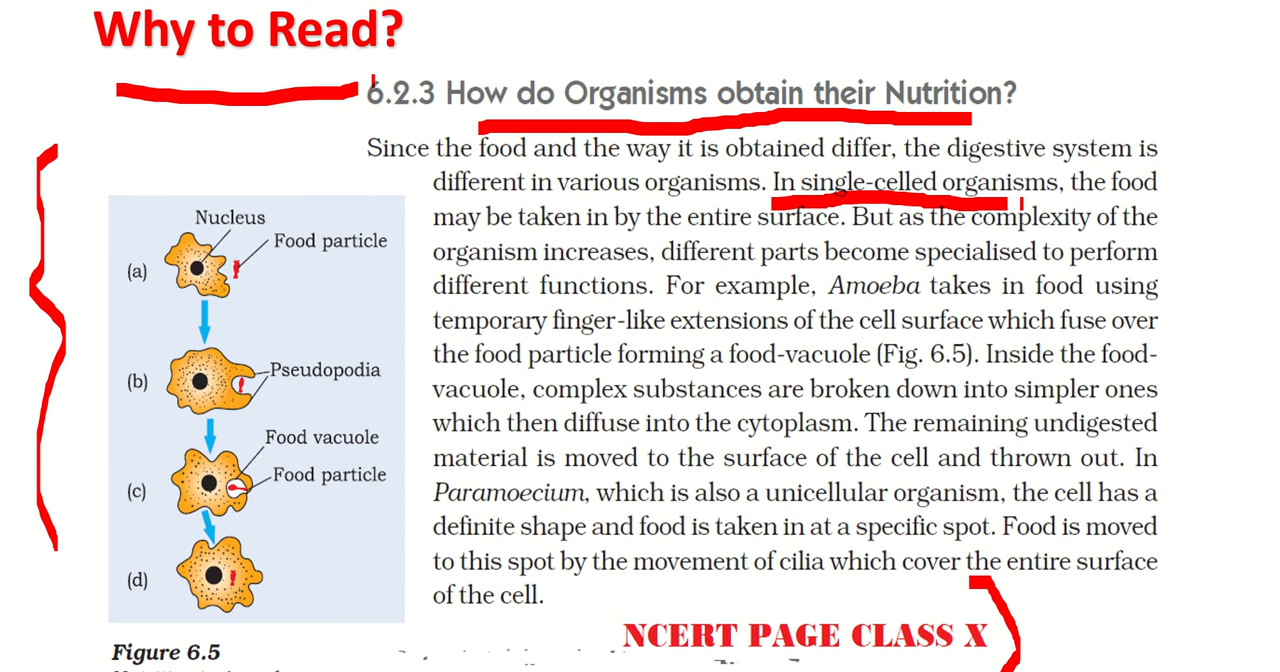 Why to Read?
6.2.3 How do Organisms obtain their Nutrition?
Since the food and the way it is obtained differ, the digestive system is
different in various organisms. In single-celled organisms, the food
may be taken in by the entire surface. But as the complexity of the
organism increases, different parts become specialised to perform
different functions. For example, Amoeba takes in food using
temporary finger-like extensions of the cell surface which fuse over
the food particle forming a food-vacuole (Fig. 6.5). Inside the food-
vacuole, complex substances are broken down into simpler ones
which then diffuse into the cytoplasm. The remaining undigested
material is moved to the surface of the cell and thrown out. In
Paramoecium, which is also a unicellular organism, the cell has a
definite shape and food is taken in at a specific spot. Food is moved
to this spot by the movement of cilia which cover the entire surface
of the cell.
Nucleus
Food particle
(a)
Pseudopodia
(b)
Food vacuole
Food particle
(c)
(d)
Figure 6.5
NCERT PAGE CLASS X